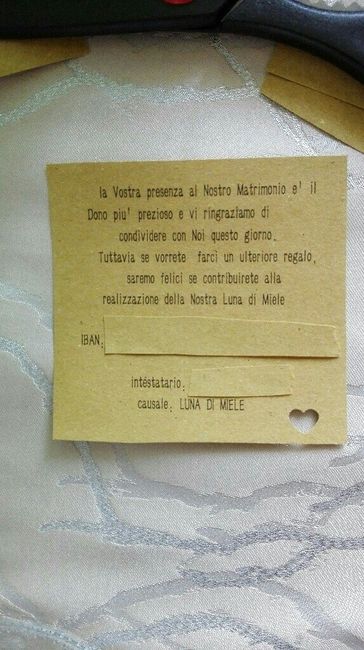 la Vostra presenza al Nostro Matrimonio e' il
Dono piu' prezioso e vi ringraziamo di
condividere con Noi questo giorno.
Tuttavia se vorrete farci un ulteriore regalo,
saremo felici se contribuirete alla
realizzazione della Nostra Luna di Miele
IBAN:
intéstatario:
causale: LUNA DI MIELE